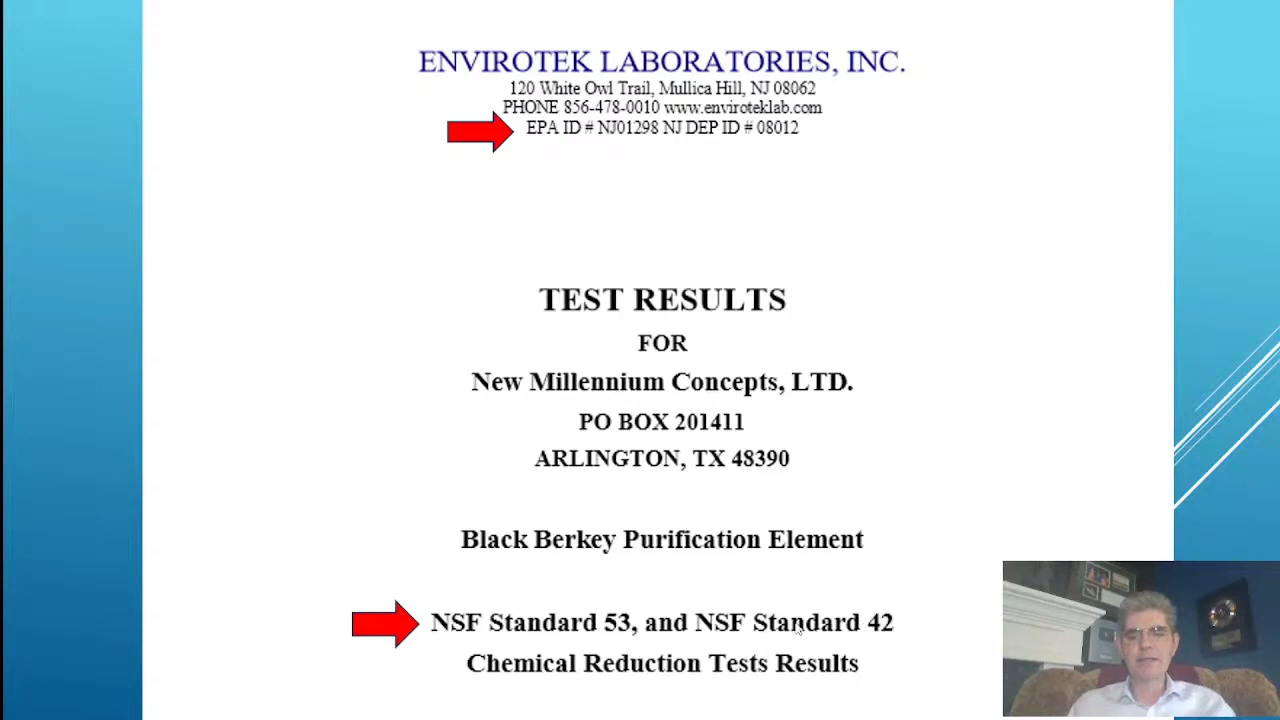 ENVIROTEK LABORATORIES, INC.
120 White Owl Trail, Mullica Hill, NJ 08062
PHONE 856-478-0010 www.enviroteklab.com
EPA ID # NJ01298 NJ DEP ID # 08012
TEST RESULTS
FOR
New Millennium Concepts, LTD.
PO BOX 201411
ARLINGTON, TX 48390
Black Berkey Purification Element
NSF Standard 53, and NSF Standard 42
Chemical Reduction Tests Results